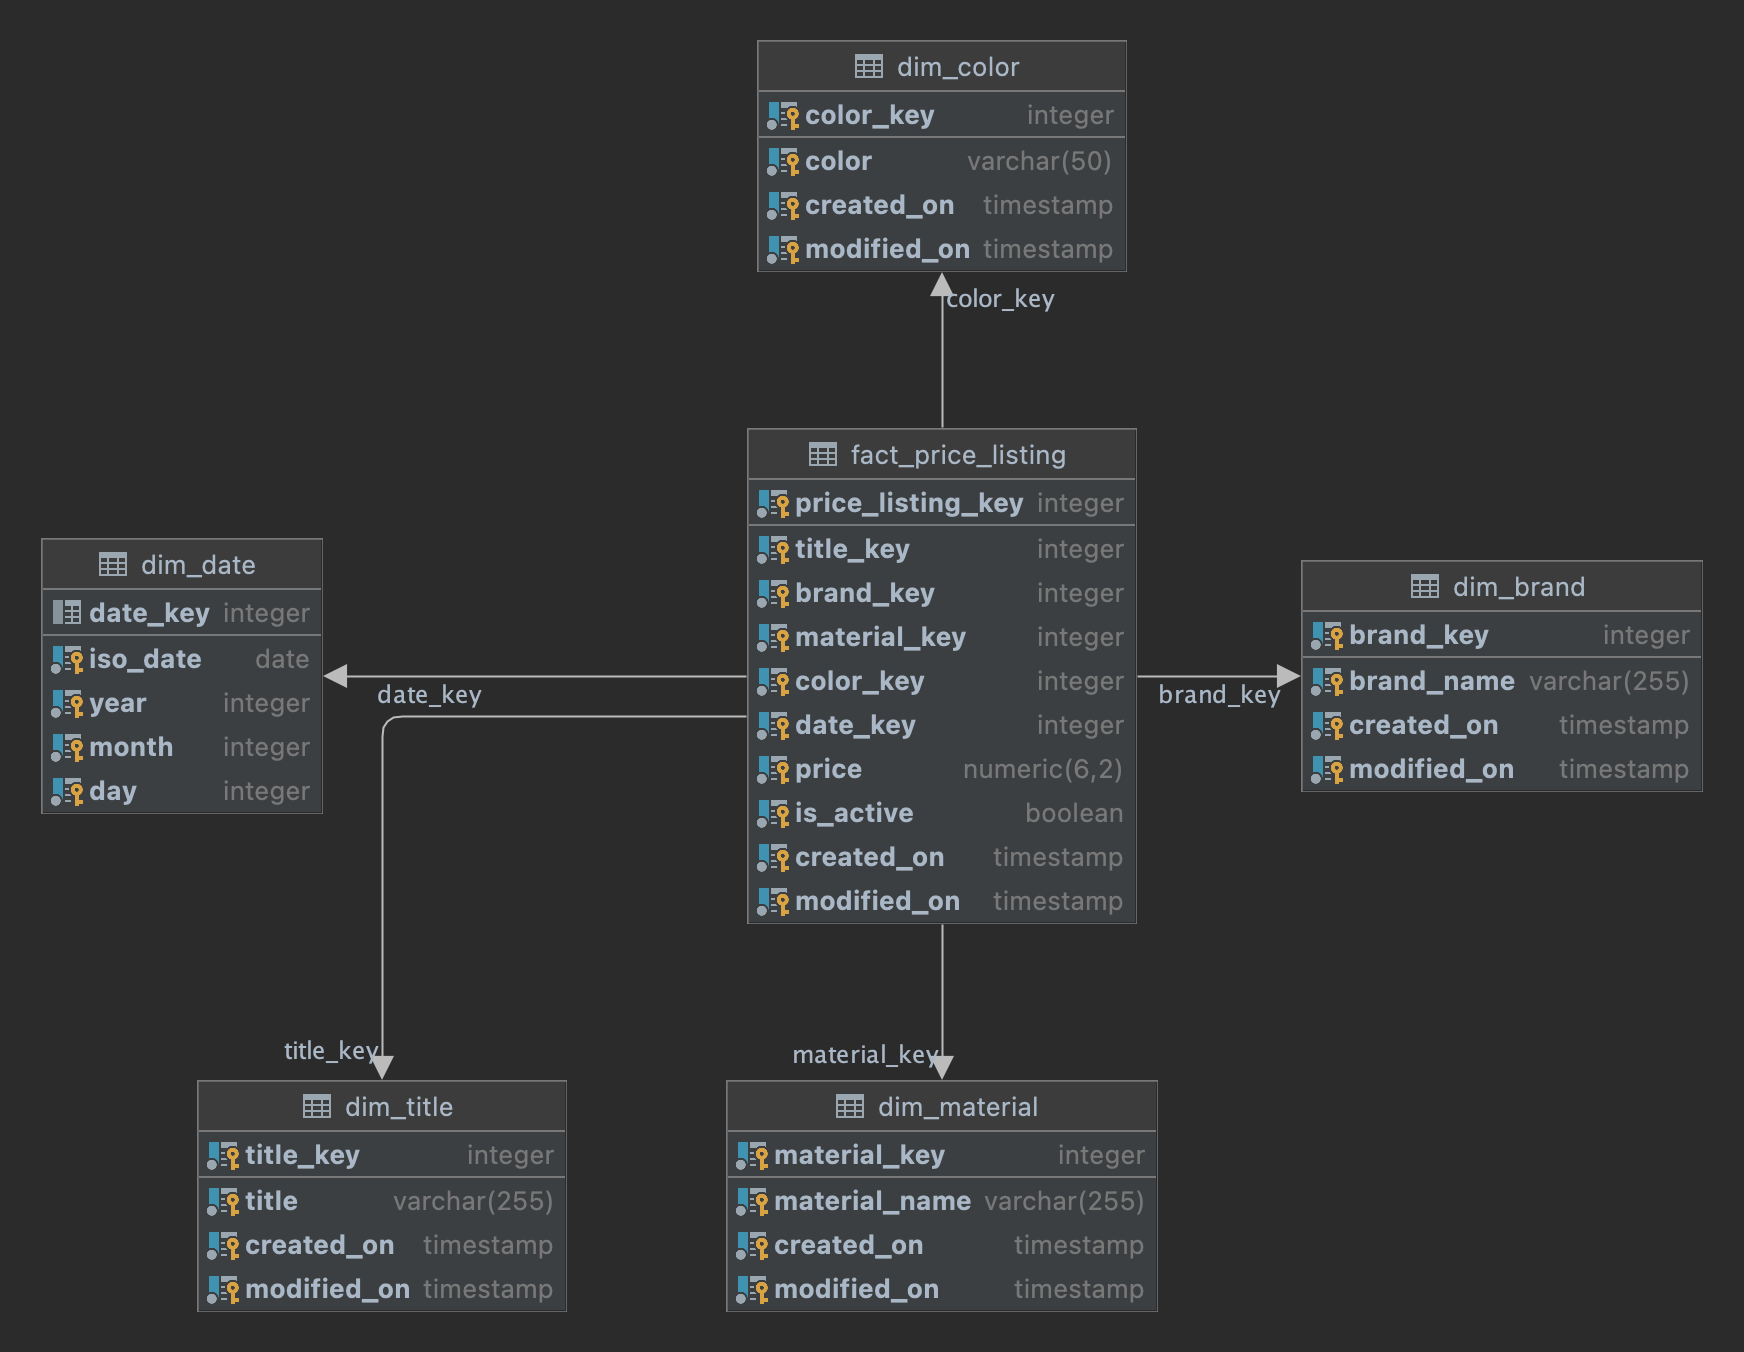 dim_color
color_key integer
color varchar(50)
created_on timestamp
modified_on timestamp
color_key
fact_price_listing
price_listing_key integer
title_key integer
brand_key integer
material_key integer
color_key integer
date_key integer
price numeric(6,2)
is_active boolean
created_on timestamp
modified_on timestamp
dim_date
date_key integer
iso_date date
year integer
month integer
day integer
date_key
brand_key
dim_brand
brand_key integer
brand_name varchar(255)
created_on timestamp
modified_on timestamp
title_key
material_key
dim_title
title_key integer
title varchar(255)
created_on timestamp
modified_on timestamp
dim_material
material_key integer
material_name varchar(255)
created_on timestamp
modified_on timestamp